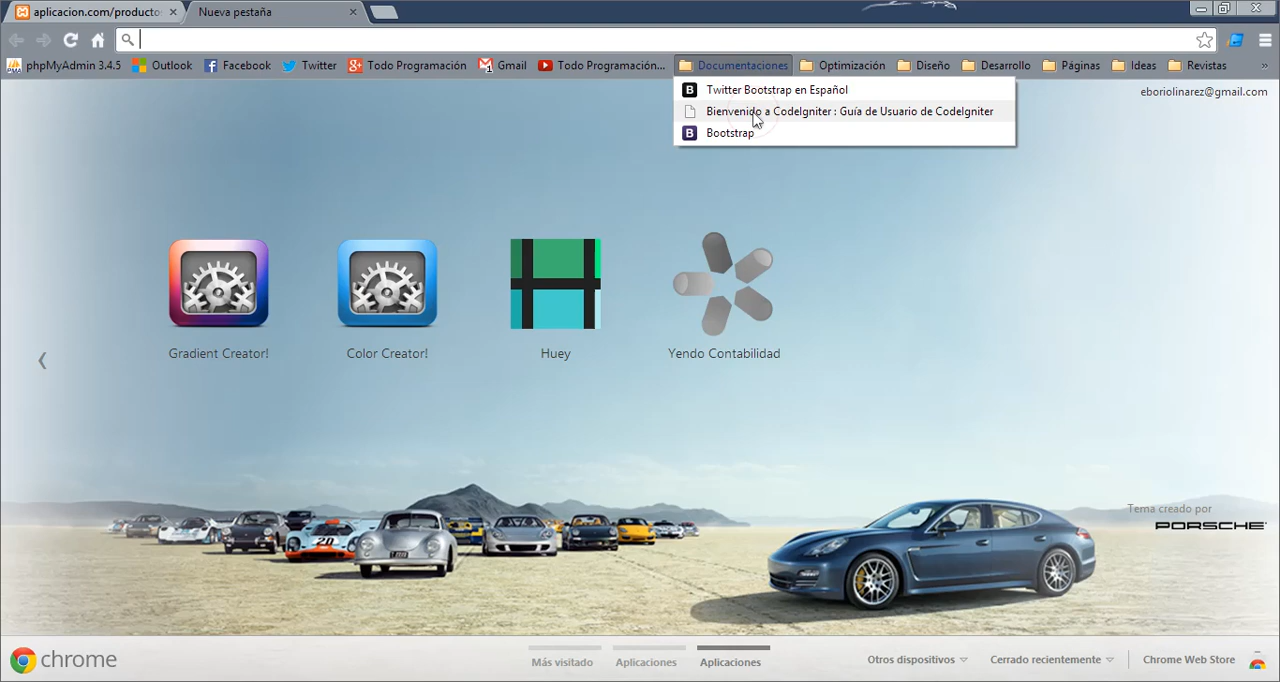 aplicacion.com/producto
Nueva pestaña
phpMyAdmin 3.4.5 Outlook Facebook Twitter Todo Programación Gmail Todo Programación... Documentaciones Optimización Diseño Desarrollo Páginas Ideas Revistas »
Twitter Bootstrap en Español
Bienvenido a CodeIgniter : Guía de Usuario de CodeIgniter
Bootstrap
eboriolinarez@gmail.com
Gradient Creator! Color Creator! Huey Yendo Contabilidad
Tema creado por
PORSCHE
chrome
Más visitado Aplicaciones Aplicaciones
Otros dispositivos Cerrado recientemente Chrome Web Store